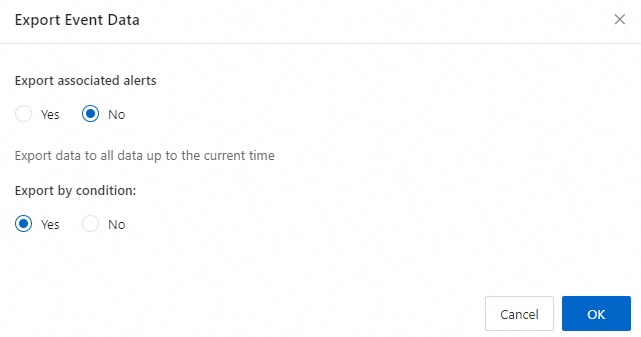 Export Event Data
Export associated alerts
Yes No
Export data to all data up to the current time
Export by condition:
Yes No
Cancel OK